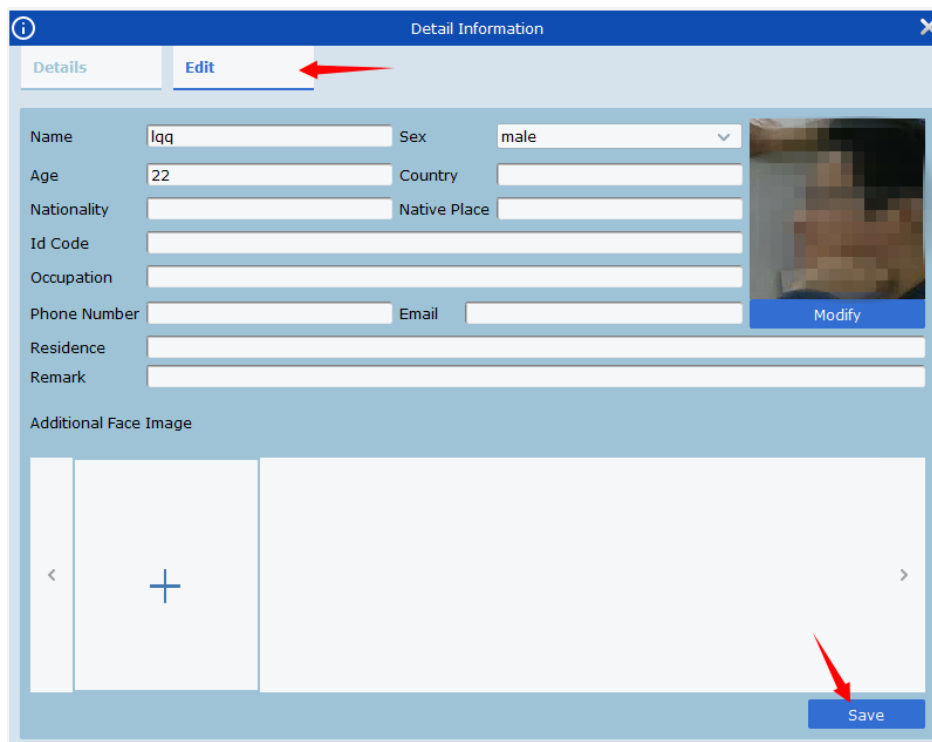 Detail Information
Details Edit
Name lqq Sex male
Age 22 Country
Nationality Native Place
Id Code
Occupation
Phone Number Email
Modify
Residence
Remark
Additional Face Image
Save